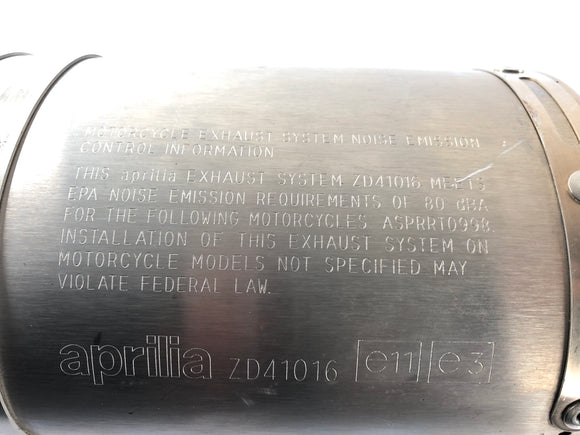 MOTORCYCLE EXHAUST SYSTEM NOISE EMISSION
CONTROL INFORMATION
THIS aprilia EXHAUST SYSTEM ZD41016 MEETS
EPA NOISE EMISSION REQUIREMENTS OF 80 dBA
FOR THE FOLLOWING MOTORCYCLES ASPRRT0998.
INSTALLATION OF THIS EXHAUST SYSTEM ON
MOTORCYCLE MODELS NOT SPECIFIED MAY
VIOLATE FEDERAL LAW.
aprilia ZD41016 e11 e3